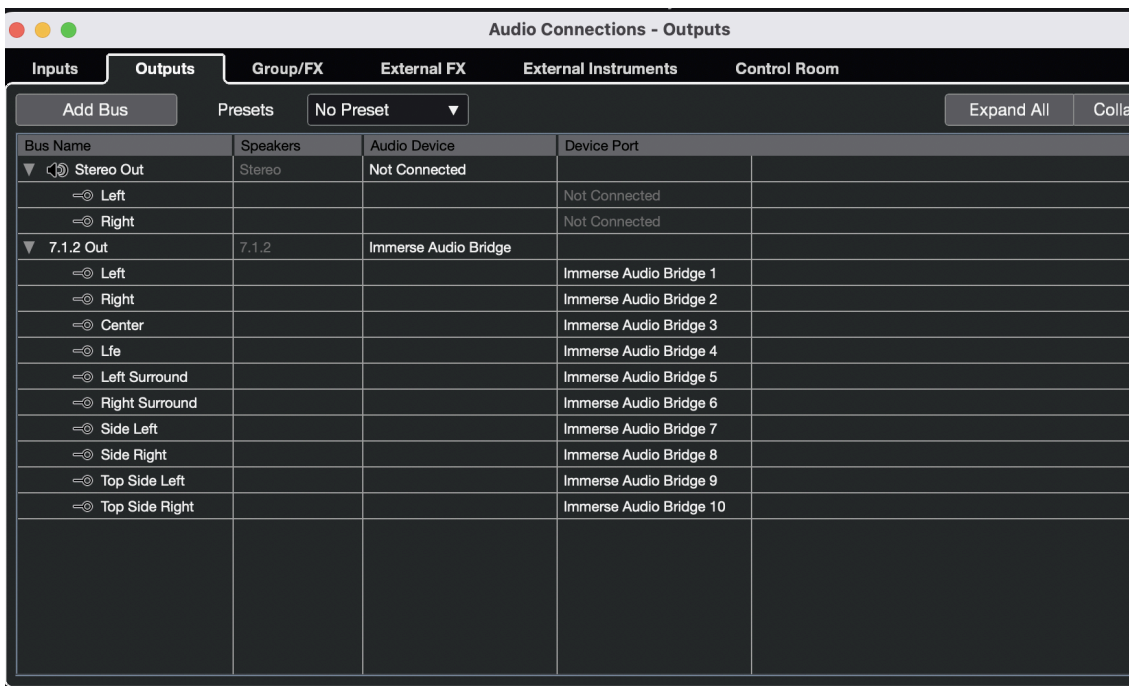 Audio Connections - Outputs
Inputs Outputs Group/FX External FX External Instruments Control Room
Add Bus Presets No Preset Expand All Colla
Bus Name Speakers Audio Device Device Port
Stereo Out Stereo Not Connected
Left Not Connected
Right Not Connected
7.1.2 Out 7.1.2 Immerse Audio Bridge
Left Immerse Audio Bridge 1
Right Immerse Audio Bridge 2
Center Immerse Audio Bridge 3
Lfe Immerse Audio Bridge 4
Left Surround Immerse Audio Bridge 5
Right Surround Immerse Audio Bridge 6
Side Left Immerse Audio Bridge 7
Side Right Immerse Audio Bridge 8
Top Side Left Immerse Audio Bridge 9
Top Side Right Immerse Audio Bridge 10